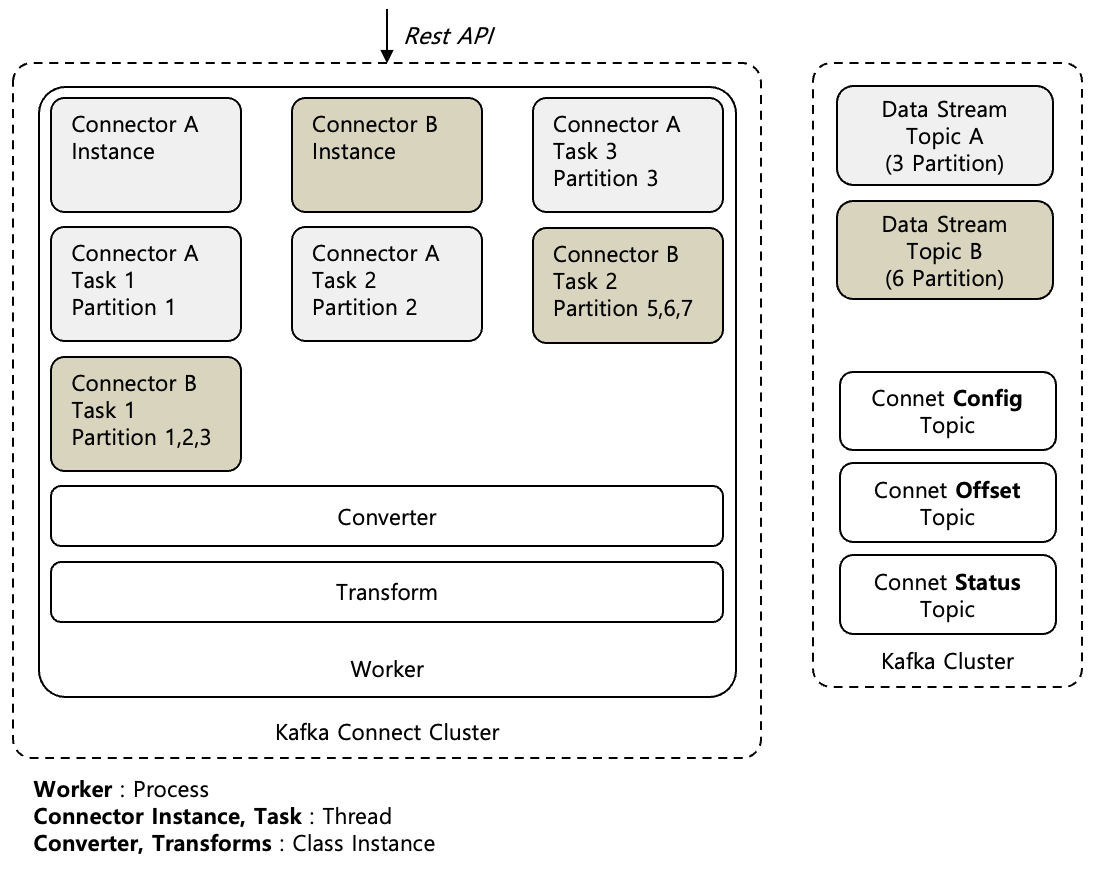 Rest API
Connector A
Instance
Connector B
Instance
Connector A
Task 3
Partition 3
Connector A
Task 1
Partition 1
Connector A
Task 2
Partition 2
Connector B
Task 2
Partition 5,6,7
Connector B
Task 1
Partition 1,2,3
Converter
Transform
Worker
Kafka Connect Cluster
Data Stream
Topic A
(3 Partition)
Data Stream
Topic B
(6 Partition)
Connet Config
Topic
Connet Offset
Topic
Connet Status
Topic
Kafka Cluster
Worker : Process
Connector Instance, Task : Thread
Converter, Transforms : Class Instance